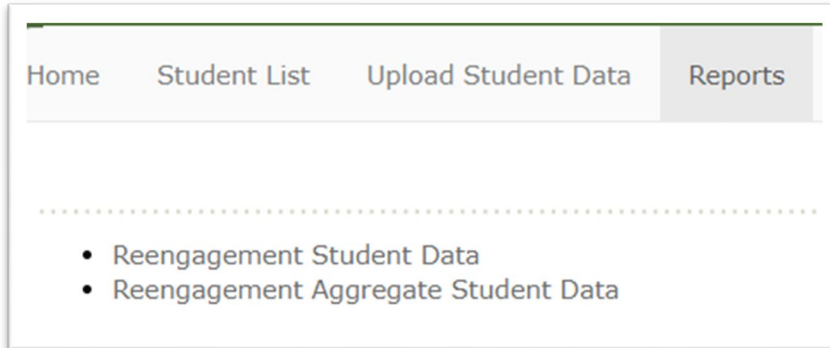 Home Student List Upload Student Data Reports
• Reengagement Student Data
• Reengagement Aggregate Student Data